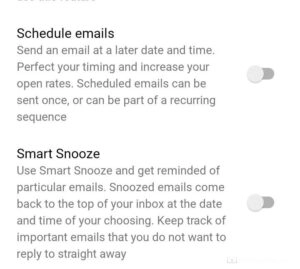 Schedule emails
Send an email at a later date and time.
Perfect your timing and increase your
open rates. Scheduled emails can be
sent once, or can be part of a recurring
sequence
Smart Snooze
Use Smart Snooze and get reminded of
particular emails. Snoozed emails come
back to the top of your inbox at the date
and time of your choosing. Keep track of
important emails that you do not want to
reply to straight away